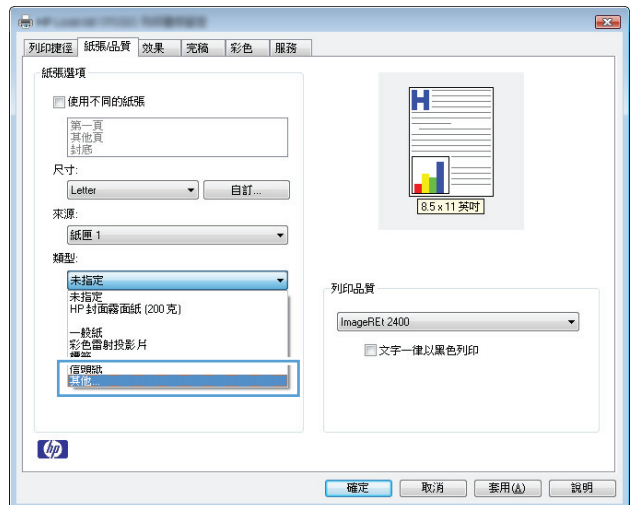 列印捷徑 紙張/品質 效果 完稿 彩色 服務
紙張選項
使用不同的紙張
第一頁
其他頁
封底
尺寸:
Letter 自訂...
8.5 x 11 英吋
來源:
紙匣 1
類型:
未指定
未指定
HP 封面霧面紙 (200 克)
一般紙
彩色雷射投影片
標籤
信頭紙
其他...
列印品質
ImageREt 2400
文字一律以黑色列印
hp
確定 取消 套用(A) 說明